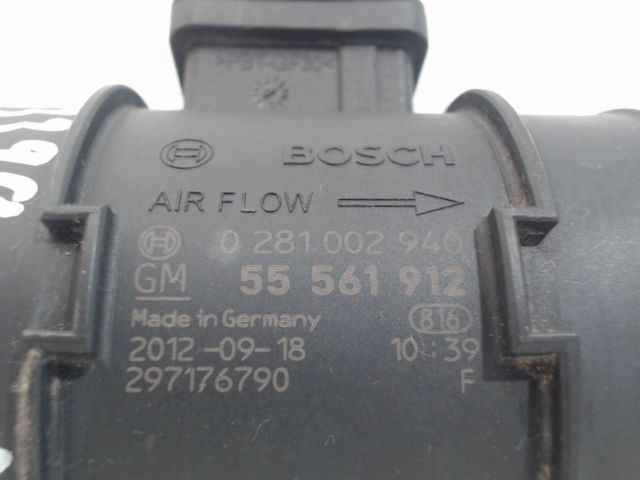 BOSCH
AIR FLOW
0 281 002 940
GM 55 561 912
Made in Germany 816
2012-09-18 10:39
297176790 F